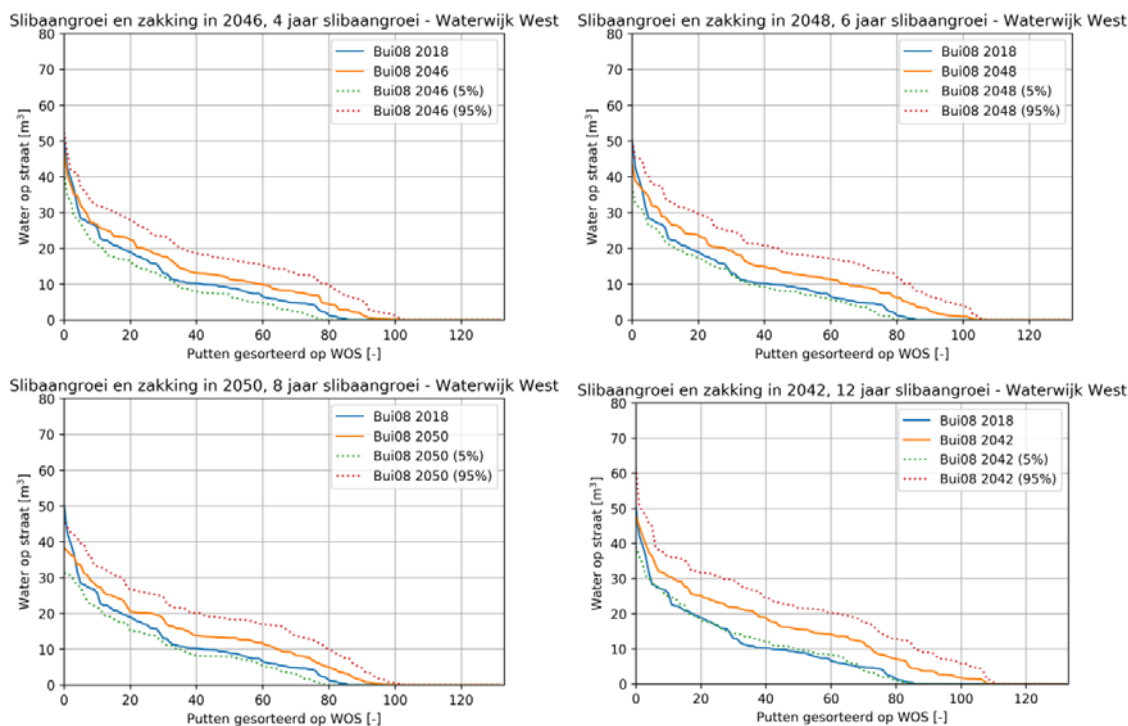 Slibaangroei en zakking in 2046, 4 jaar slibaangroei - Waterwijk West
80
70
60
50
40
30
20
10
0
Water op straat [m³]
Bui08 2018
Bui08 2046
Bui08 2046 (5%)
Bui08 2046 (95%)
0 20 40 60 80 100 120
Putten gesorteerd op WOS [-]
Slibaangroei en zakking in 2048, 6 jaar slibaangroei - Waterwijk West
80
70
60
50
40
30
20
10
0
Water op straat [m³]
Bui08 2018
Bui08 2048
Bui08 2048 (5%)
Bui08 2048 (95%)
0 20 40 60 80 100 120
Putten gesorteerd op WOS [-]
Slibaangroei en zakking in 2050, 8 jaar slibaangroei - Waterwijk West
80
70
60
50
40
30
20
10
0
Water op straat [m³]
Bui08 2018
Bui08 2050
Bui08 2050 (5%)
Bui08 2050 (95%)
0 20 40 60 80 100 120
Putten gesorteerd op WOS [-]
Slibaangroei en zakking in 2042, 12 jaar slibaangroei - Waterwijk West
80
70
60
50
40
30
20
10
0
Water op straat [m³]
Bui08 2018
Bui08 2042
Bui08 2042 (5%)
Bui08 2042 (95%)
0 20 40 60 80 100 120
Putten gesorteerd op WOS [-]